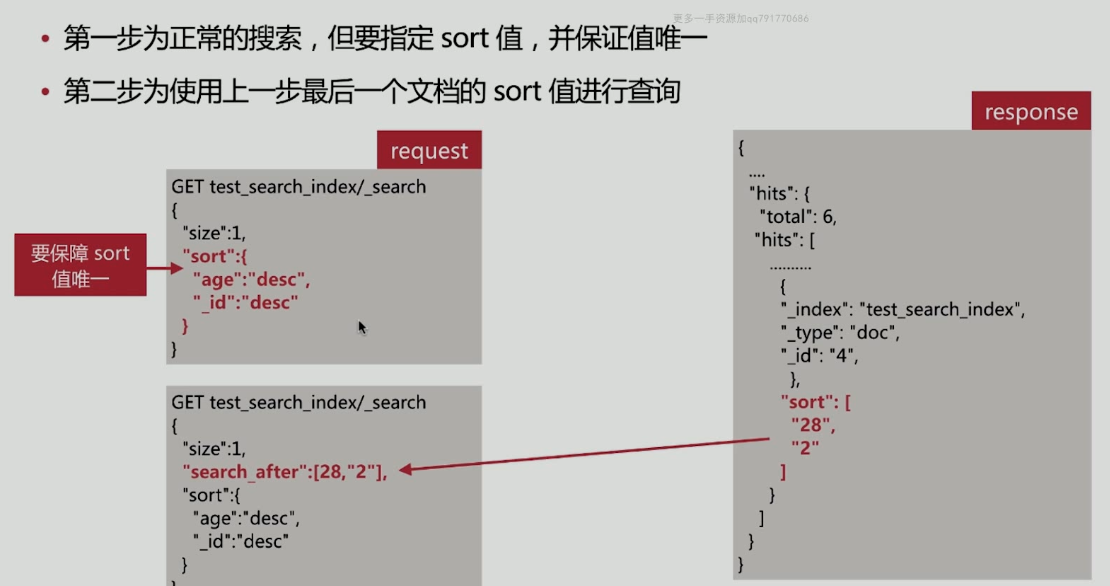 更多一手资源加qq791770686
• 第一步为正常的搜索，但要指定 sort 值，并保证值唯一
• 第二步为使用上一步最后一个文档的 sort 值进行查询
request
GET test_search_index/_search
{
"size":1,
"sort":{
"age":"desc",
"_id":"desc"
}
}
要保障 sort
值唯一
GET test_search_index/_search
{
"size":1,
"search_after":[28,"2"],
"sort":{
"age":"desc",
"_id":"desc"
}
response
{
....
"hits": {
"total": 6,
"hits": [
..........
{
"_index": "test_search_index",
"_type": "doc",
"_id": "4",
},
"sort": [
"28",
"2"
]
}
]
}
}